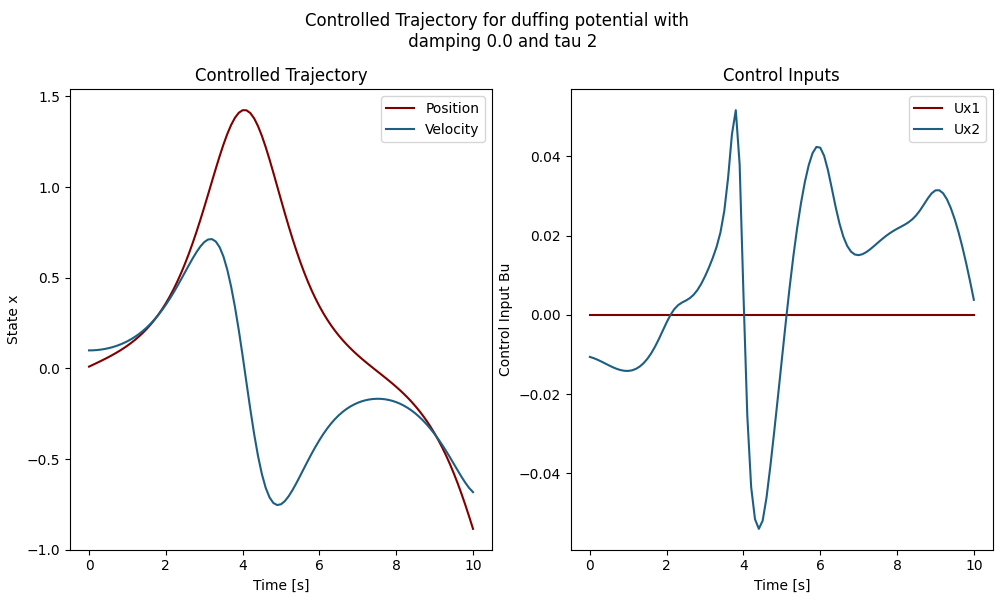 Controlled Trajectory for duffing potential with
damping 0.0 and tau 2
Controlled Trajectory
State x
1.5
1.0
0.5
0.0
−0.5
−1.0
0
2
4
6
8
10
Time [s]
Position
Velocity
Control Inputs
Control Input Bu
0.04
0.02
0.00
−0.02
−0.04
0
2
4
6
8
10
Time [s]
Ux1
Ux2